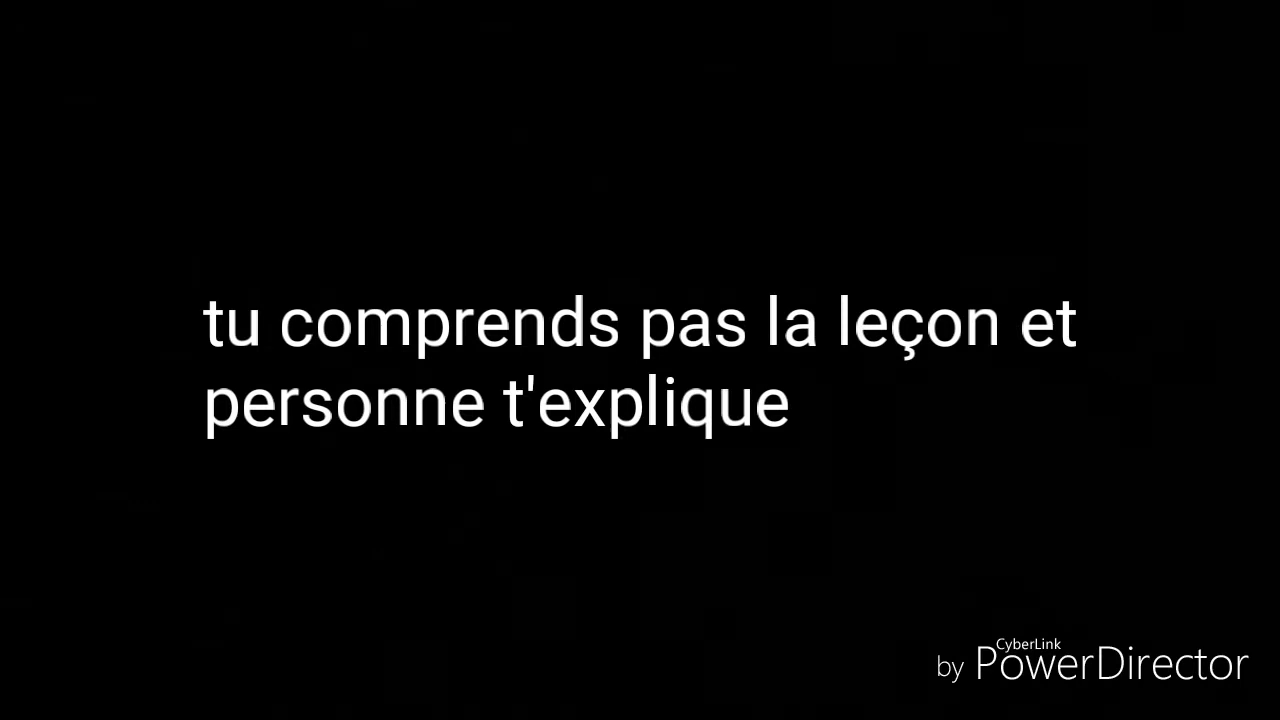 tu comprends pas la leçon et
personne t'explique
CyberLink
by PowerDirector